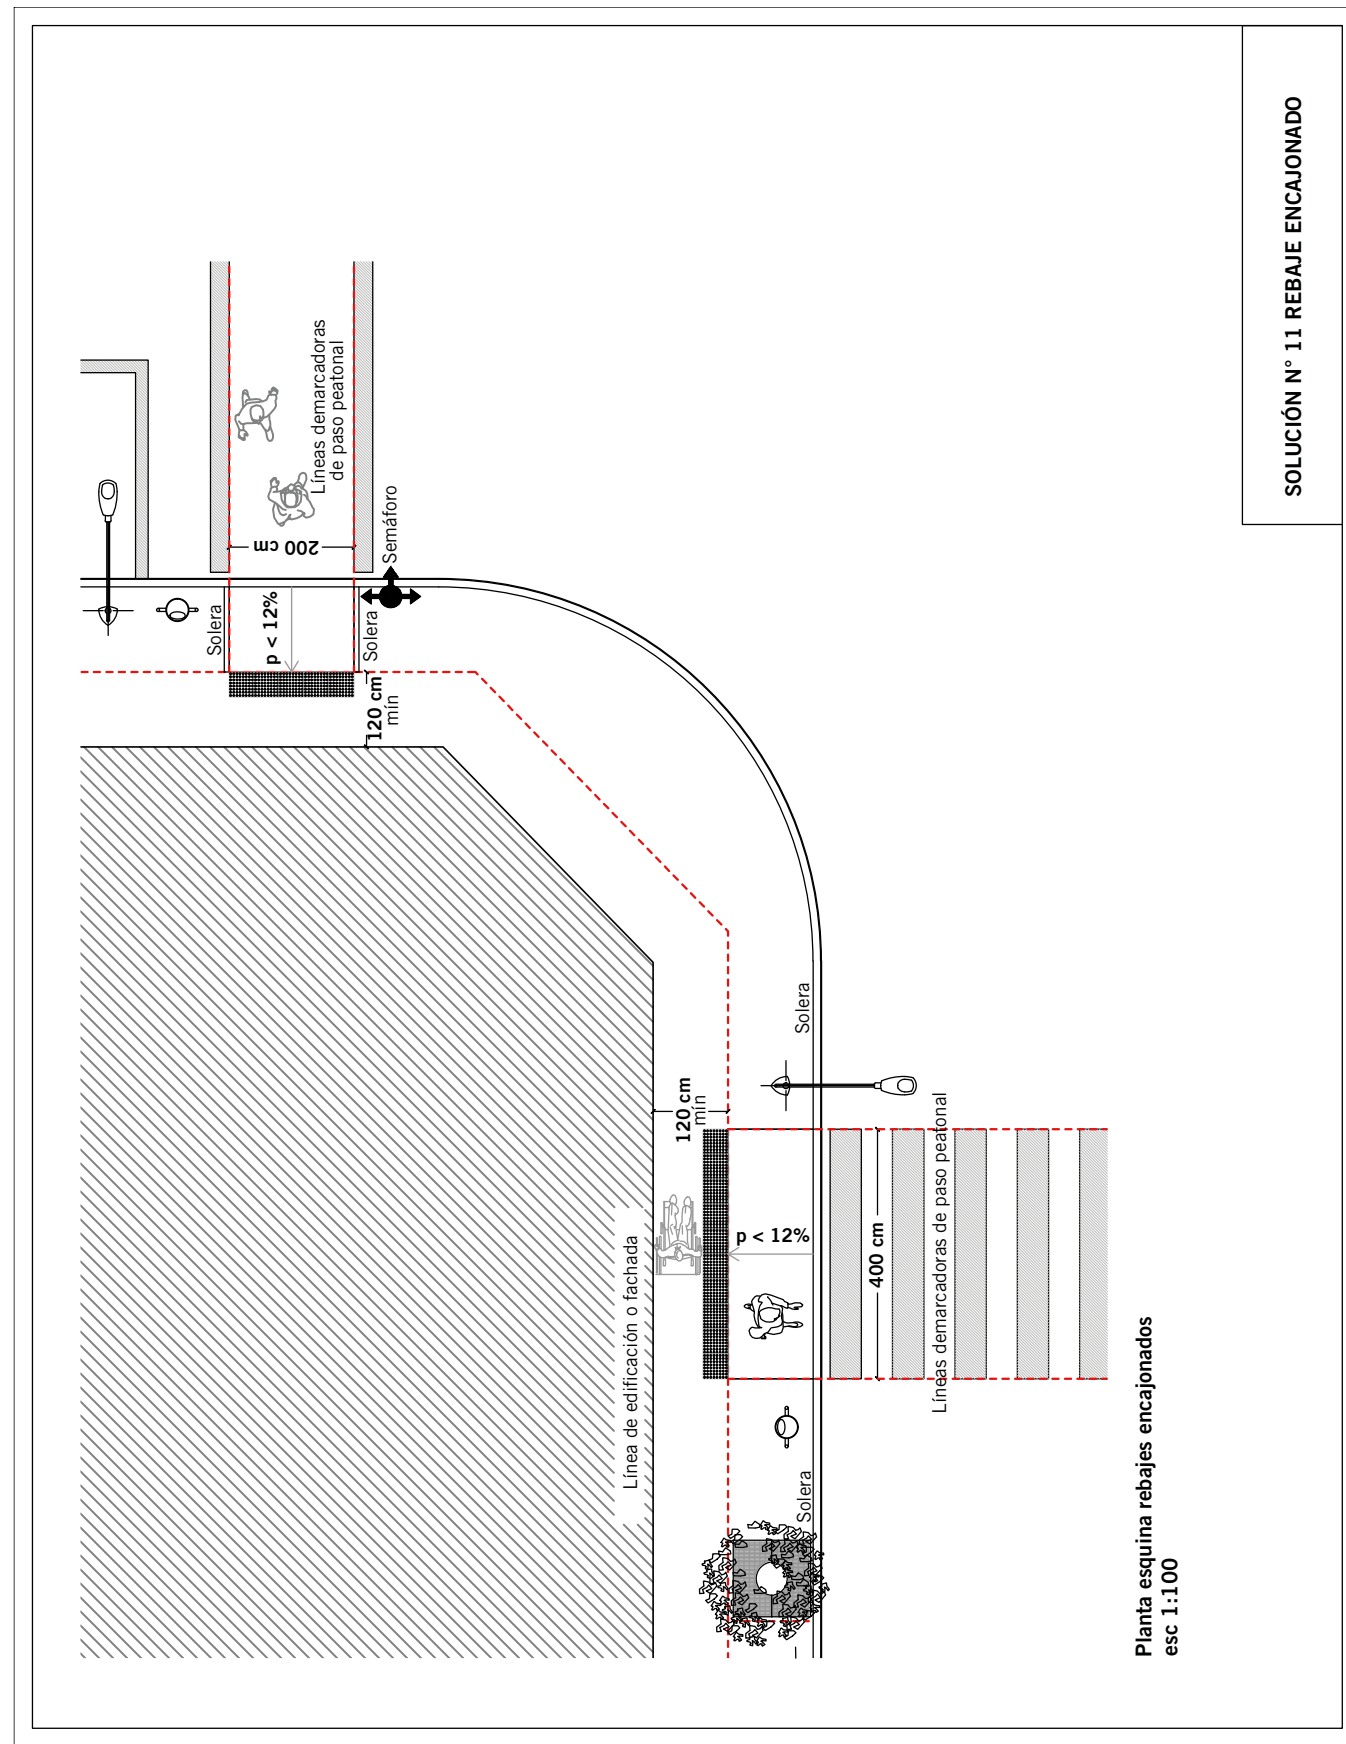 SOLUCIÓN N° 11 REBAJE ENCAJONADO
Líneas demarcadoras
de paso peatonal
200 cm
Semáforo
Solera
p < 12%
Solera
120 cm
mín
Solera
120 cm
mín
Línea de edificación o fachada
p < 12%
400 cm
Líneas demarcadoras de paso peatonal
Solera
Planta esquina rebajes encajonados
esc 1:100